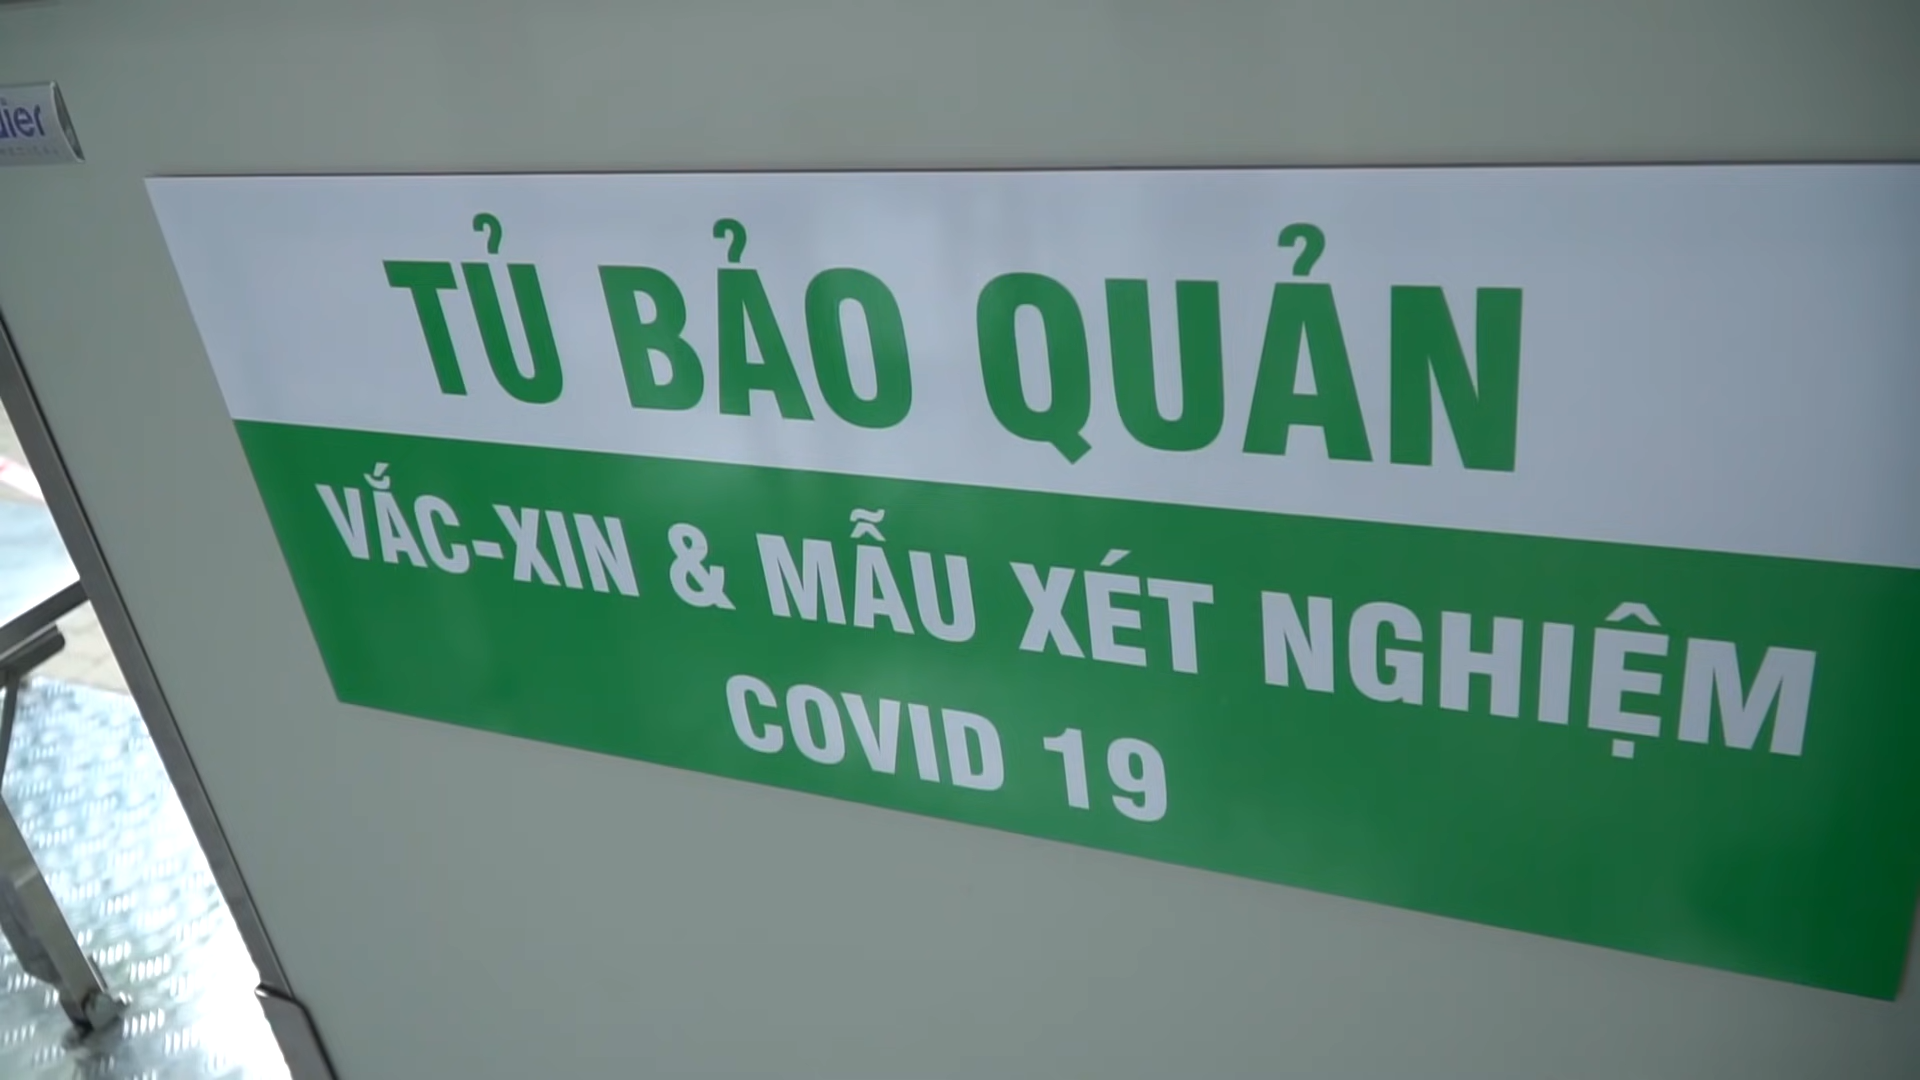 TỦ BẢO QUẢN
VẮC-XIN & MẪU XÉT NGHIỆM
COVID 19